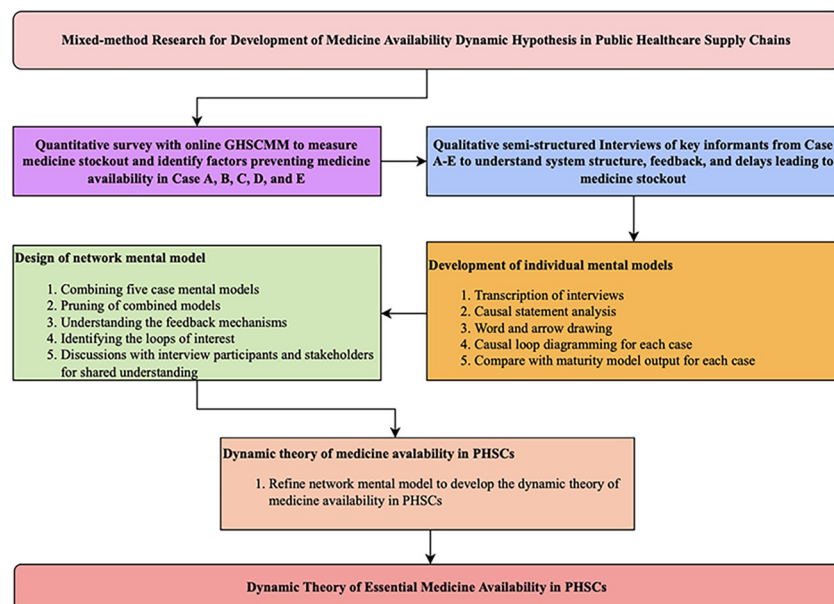 Mixed-method Research for Development of Medicine Availability Dynamic Hypothesis in Public Healthcare Supply Chains
Quantitative survey with online GHSCMM to measure
medicine stockout and identify factors preventing medicine
availability in Case A, B, C, D, and E
Qualitative semi-structured Interviews of key informants from Case
A-E to understand system structure, feedback, and delays leading to
medicine stockout
Design of network mental model
1. Combining five case mental models
2. Pruning of combined models
3. Understanding the feedback mechanisms
4. Identifying the loops of interest
5. Discussions with interview participants and stakeholders
for shared understanding
Development of individual mental models
1. Transcription of interviews
2. Causal statement analysis
3. Word and arrow drawing
4. Causal loop diagramming for each case
5. Compare with maturity model output for each case
Dynamic theory of medicine avalability in PHSCs
1. Refine network mental model to develop the dynamic theory of
medicine availability in PHSCs
Dynamic Theory of Essential Medicine Availability in PHSCs